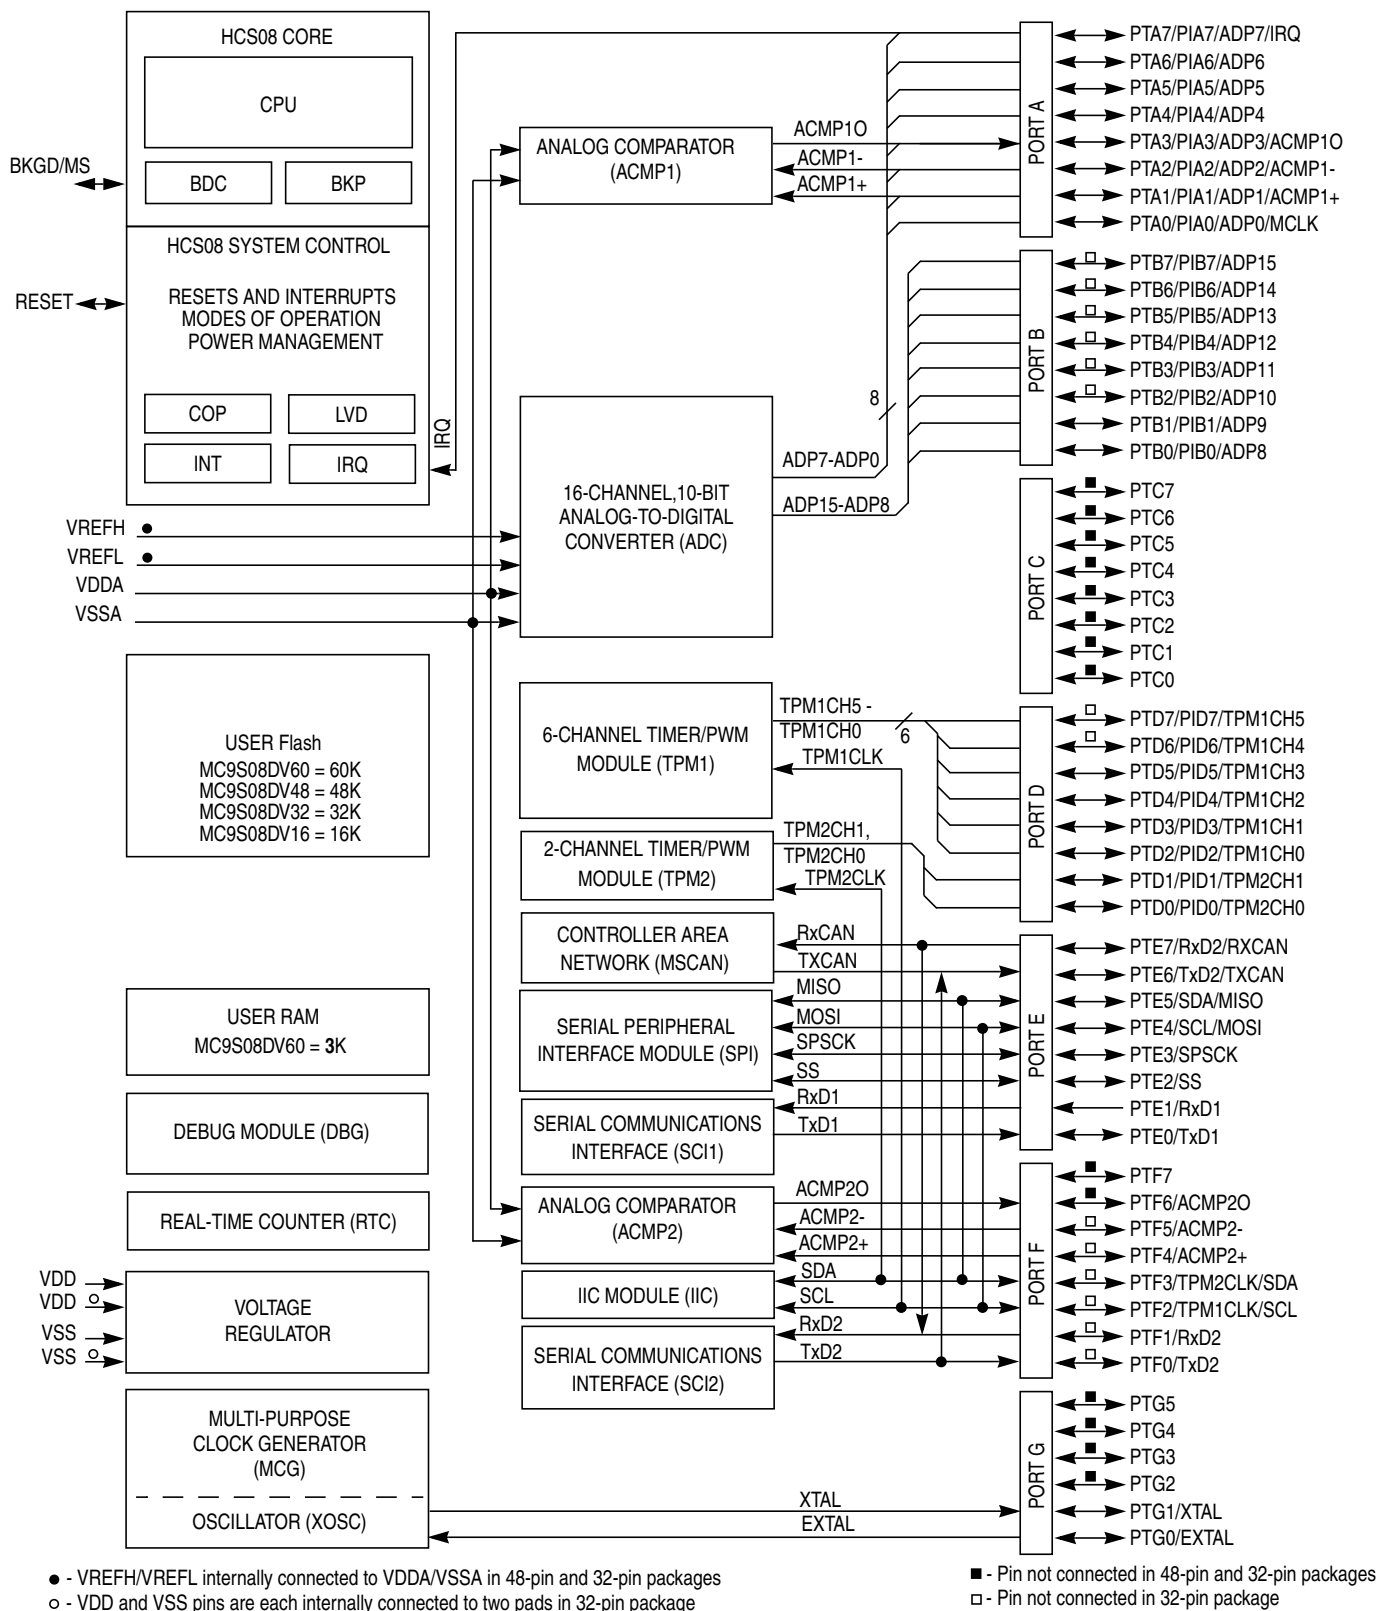 HCS08 CORE
CPU
BDC
BKP
BKGD/MS
HCS08 SYSTEM CONTROL
RESETS AND INTERRUPTS
MODES OF OPERATION
POWER MANAGEMENT
RESET
COP
LVD
INT
IRQ
IRQ
VREFH
VREFL
VDDA
VSSA
USER Flash
MC9S08DV60 = 60K
MC9S08DV48 = 48K
MC9S08DV32 = 32K
MC9S08DV16 = 16K
USER RAM
MC9S08DV60 = 3K
DEBUG MODULE (DBG)
REAL-TIME COUNTER (RTC)
VDD
VDD
VSS
VSS
VOLTAGE
REGULATOR
MULTI-PURPOSE
CLOCK GENERATOR
(MCG)
OSCILLATOR (XOSC)
ANALOG COMPARATOR
(ACMP1)
ACMP1O
ACMP1-
ACMP1+
16-CHANNEL,10-BIT
ANALOG-TO-DIGITAL
CONVERTER (ADC)
8
ADP7-ADP0
ADP15-ADP8
6-CHANNEL TIMER/PWM
MODULE (TPM1)
TPM1CH5 -
TPM1CH0
6
TPM1CLK
2-CHANNEL TIMER/PWM
MODULE (TPM2)
TPM2CH1,
TPM2CH0
TPM2CLK
CONTROLLER AREA
NETWORK (MSCAN)
RxCAN
TXCAN
SERIAL PERIPHERAL
INTERFACE MODULE (SPI)
MISO
MOSI
SPSCK
SS
SERIAL COMMUNICATIONS
INTERFACE (SCI1)
RxD1
TxD1
ANALOG COMPARATOR
(ACMP2)
ACMP2O
ACMP2-
ACMP2+
IIC MODULE (IIC)
SDA
SCL
SERIAL COMMUNICATIONS
INTERFACE (SCI2)
RxD2
TxD2
XTAL
EXTAL
PORT A
PTA7/PIA7/ADP7/IRQ
PTA6/PIA6/ADP6
PTA5/PIA5/ADP5
PTA4/PIA4/ADP4
PTA3/PIA3/ADP3/ACMP1O
PTA2/PIA2/ADP2/ACMP1-
PTA1/PIA1/ADP1/ACMP1+
PTA0/PIA0/ADP0/MCLK
PORT B
PTB7/PIB7/ADP15
PTB6/PIB6/ADP14
PTB5/PIB5/ADP13
PTB4/PIB4/ADP12
PTB3/PIB3/ADP11
PTB2/PIB2/ADP10
PTB1/PIB1/ADP9
PTB0/PIB0/ADP8
PORT C
PTC7
PTC6
PTC5
PTC4
PTC3
PTC2
PTC1
PTC0
PORT D
PTD7/PID7/TPM1CH5
PTD6/PID6/TPM1CH4
PTD5/PID5/TPM1CH3
PTD4/PID4/TPM1CH2
PTD3/PID3/TPM1CH1
PTD2/PID2/TPM1CH0
PTD1/PID1/TPM2CH1
PTD0/PID0/TPM2CH0
PORT E
PTE7/RxD2/RXCAN
PTE6/TxD2/TXCAN
PTE5/SDA/MISO
PTE4/SCL/MOSI
PTE3/SPSCK
PTE2/SS
PTE1/RxD1
PTE0/TxD1
PORT F
PTF7
PTF6/ACMP2O
PTF5/ACMP2-
PTF4/ACMP2+
PTF3/TPM2CLK/SDA
PTF2/TPM1CLK/SCL
PTF1/RxD2
PTF0/TxD2
PORT G
PTG5
PTG4
PTG3
PTG2
PTG1/XTAL
PTG0/EXTAL
● - VREFH/VREFL internally connected to VDDA/VSSA in 48-pin and 32-pin packages
○ - VDD and VSS pins are each internally connected to two pads in 32-pin package
■ - Pin not connected in 48-pin and 32-pin packages
□ - Pin not connected in 32-pin package